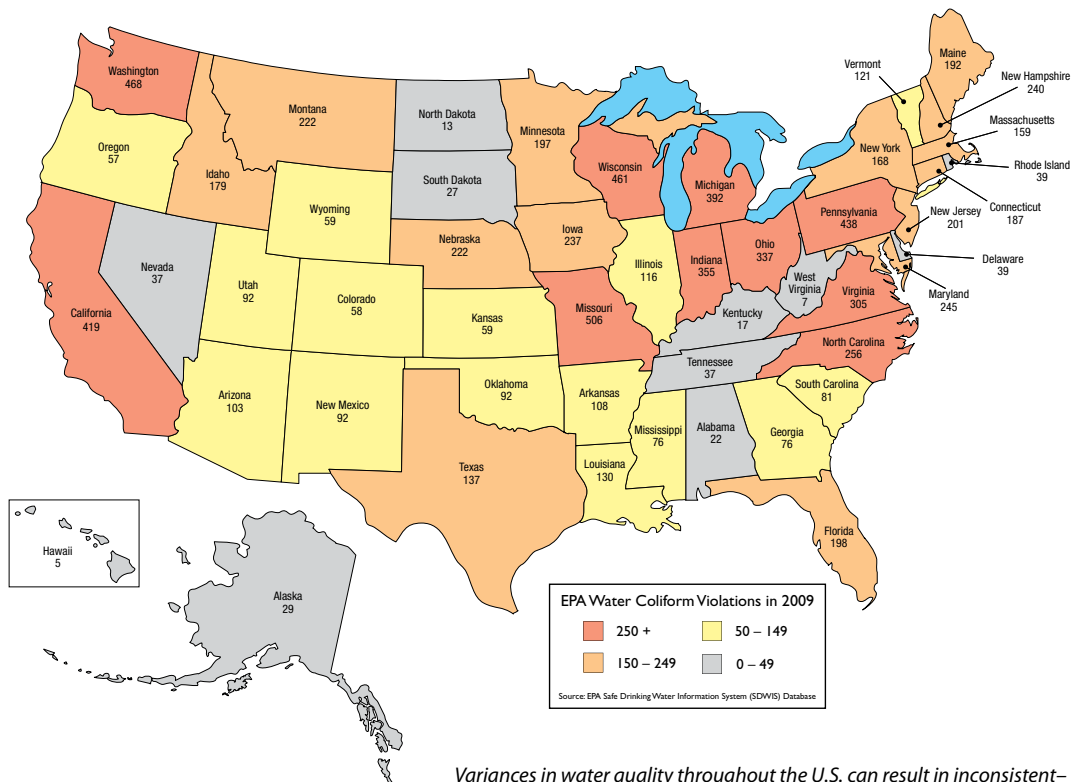 Washington
468
Oregon
57
California
419
Nevada
37
Idaho
179
Montana
222
Wyoming
59
Utah
92
Colorado
58
Arizona
103
New Mexico
92
North Dakota
13
South Dakota
27
Nebraska
222
Kansas
59
Oklahoma
92
Texas
137
Minnesota
197
Iowa
237
Missouri
506
Arkansas
108
Louisiana
130
Wisconsin
461
Illinois
116
Michigan
392
Indiana
355
Ohio
337
Kentucky
17
Tennessee
37
Mississippi
76
Alabama
22
Georgia
76
Florida
198
South Carolina
81
North Carolina
256
Virginia
305
West
Virginia
7
Pennsylvania
438
New York
168
Vermont
121
Maine
192
New Hampshire
240
Massachusetts
159
Rhode Island
39
Connecticut
187
New Jersey
201
Delaware
39
Maryland
245
Hawaii
5
Alaska
29
EPA Water Coliform Violations in 2009
250 +
50 – 149
150 – 249
0 – 49
Source: EPA Safe Drinking Water Information System (SDWIS) Database
Variances in water quality throughout the U.S. can result in inconsistent–